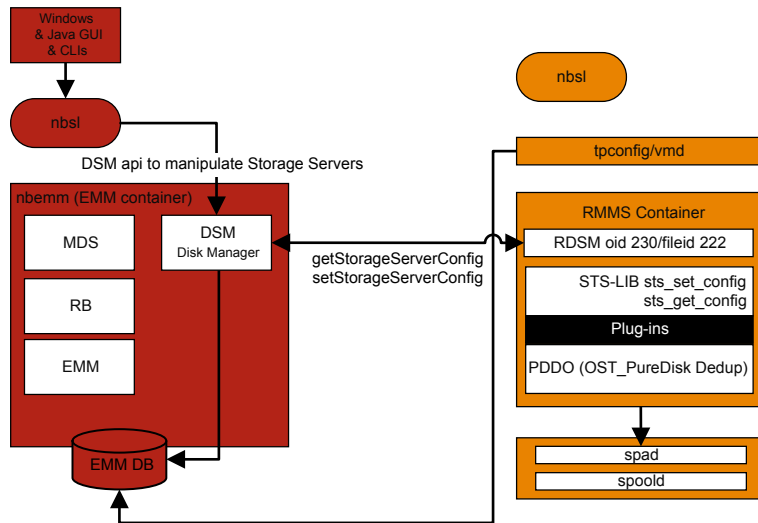 Windows
& Java GUI
& CLIs
nbsl
nbsl
DSM api to manipulate Storage Servers
tpconfig/vmd
nbemm (EMM container)
MDS
DSM
Disk Manager
RB
EMM
EMM DB
getStorageServerConfig
setStorageServerConfig
RMMS Container
RDSM oid 230/fileid 222
STS-LIB sts_set_config
sts_get_config
Plug-ins
PDDO (OST_PureDisk Dedup)
spad
spoold